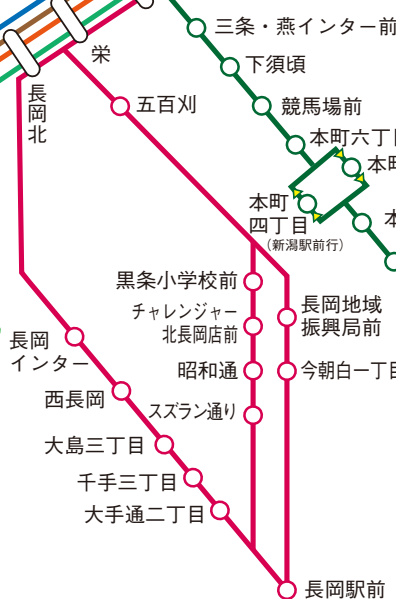 三条・燕インター前
下須頃
競馬場前
本町六丁目
本町
本町
四丁目
(新潟駅前行)
本
栄
長岡北
五百刈
黒条小学校前
チャレンジャー
北長岡店前
昭和通
スズラン通り
長岡地域
振興局前
今朝白一丁目
長岡
インター
西長岡
大島三丁目
千手三丁目
大手通二丁目
長岡駅前